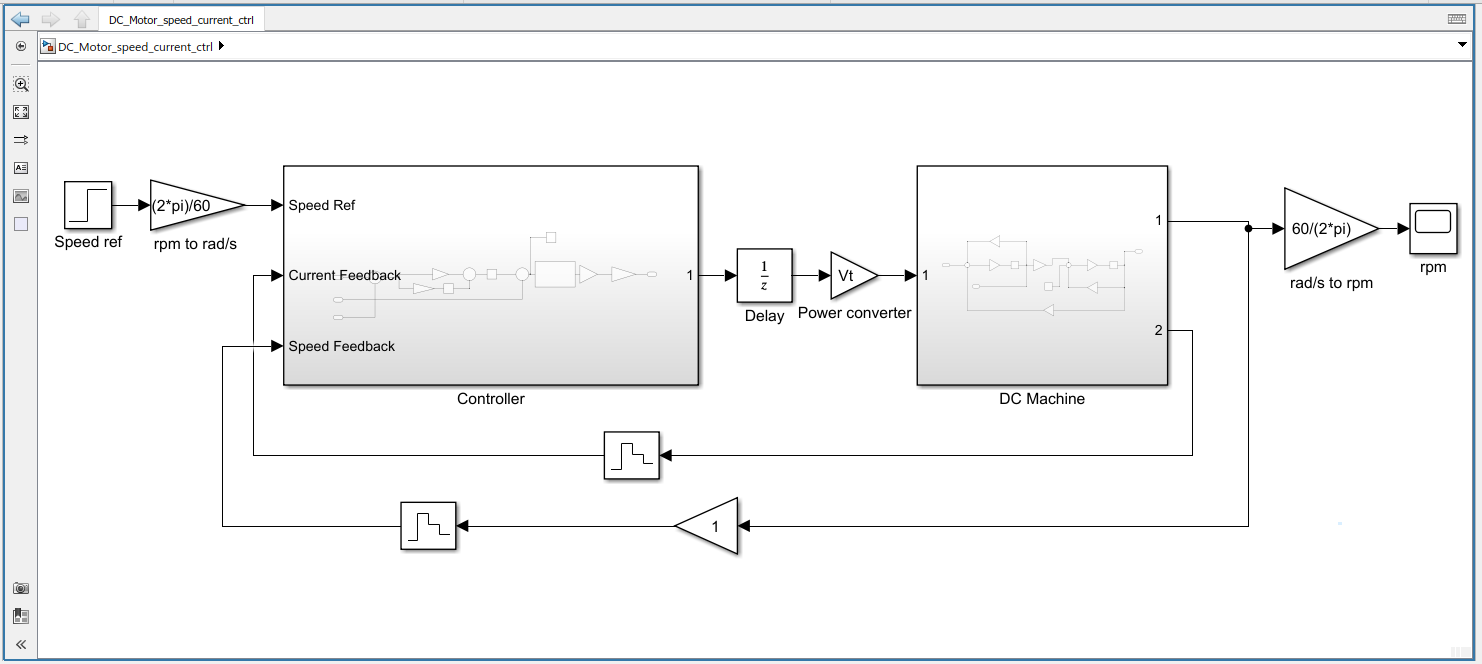 DC_Motor_speed_current_ctrl
DC_Motor_speed_current_ctrl
Speed ref
(2*pi)/60
rpm to rad/s
Speed Ref
Current Feedback
Speed Feedback
1
Controller
1
z
Delay
Vt
Power converter
1
1
2
DC Machine
60/(2*pi)
rad/s to rpm
rpm
1